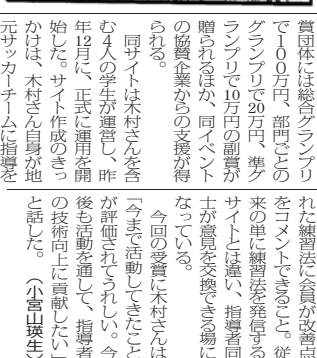 賞団体には総合グランプリ
で100万円、部門ごとの
グランプリで20万円、準グ
ランプリで10万円の副賞が
贈られるほか、同イベント
の協賛企業からの支援が得
られる。
同サイトは木村さんを含
む4人の学生が運営し、昨
年12月に、正式に運用を開
始した。サイト作成のきっ
かけは、木村さん自身が地
元サッカーチームに指導を
れた練習法に会員が改善点
をコメントできること。従
来の単に練習法を発信する
サイトとは違い、指導者同
士が意見を交換できる場に
なっている。
今回の受賞に木村さんは
「今まで活動してきたこと
が評価されてうれしい。今
後も活動を通して、指導者
の技術向上に貢献したい」
と話した。（小宮山瑛生）